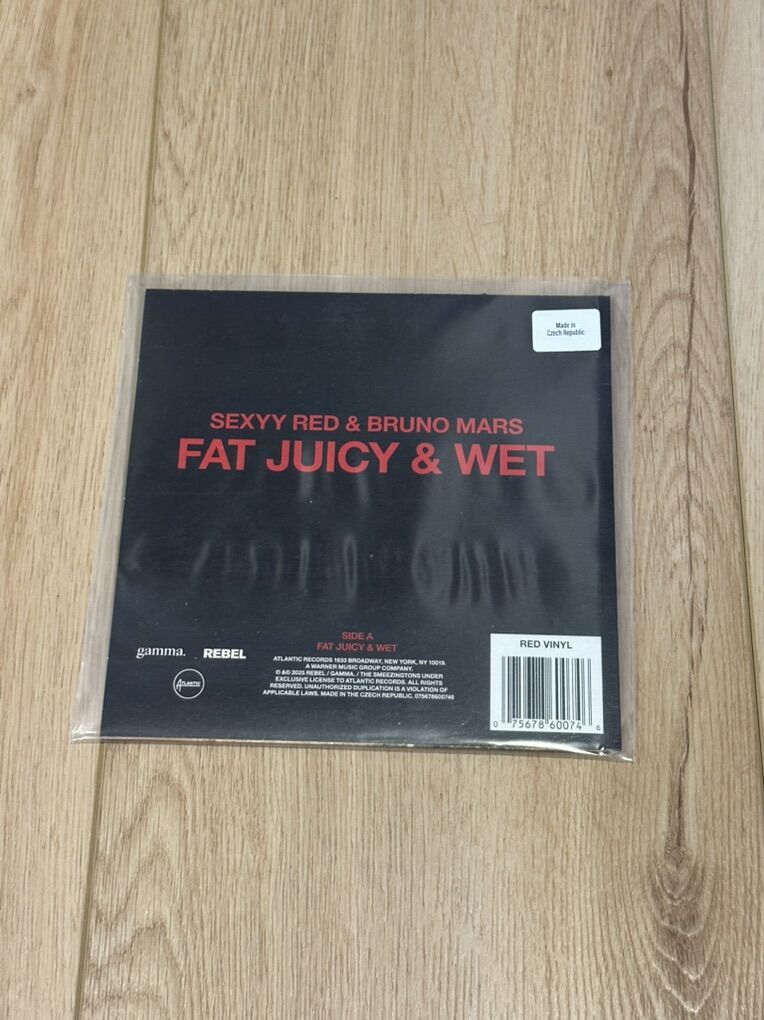 Made in
Czech Republic
SEXYY RED & BRUNO MARS
FAT JUICY & WET
SIDE A
FAT JUICY & WET
gamma. REBEL
ATLANTIC
ATLANTIC RECORDS 1633 BROADWAY, NEW YORK, NY 10019.
A WARNER MUSIC GROUP COMPANY.
℗ & © 2025 REBEL / GAMMA. / THE SMEEZINGTONS UNDER
EXCLUSIVE LICENSE TO ATLANTIC RECORDS. ALL RIGHTS
RESERVED. UNAUTHORIZED DUPLICATION IS A VIOLATION OF
APPLICABLE LAWS. MADE IN THE CZECH REPUBLIC. 075678600746
RED VINYL
0 75678 60074 6